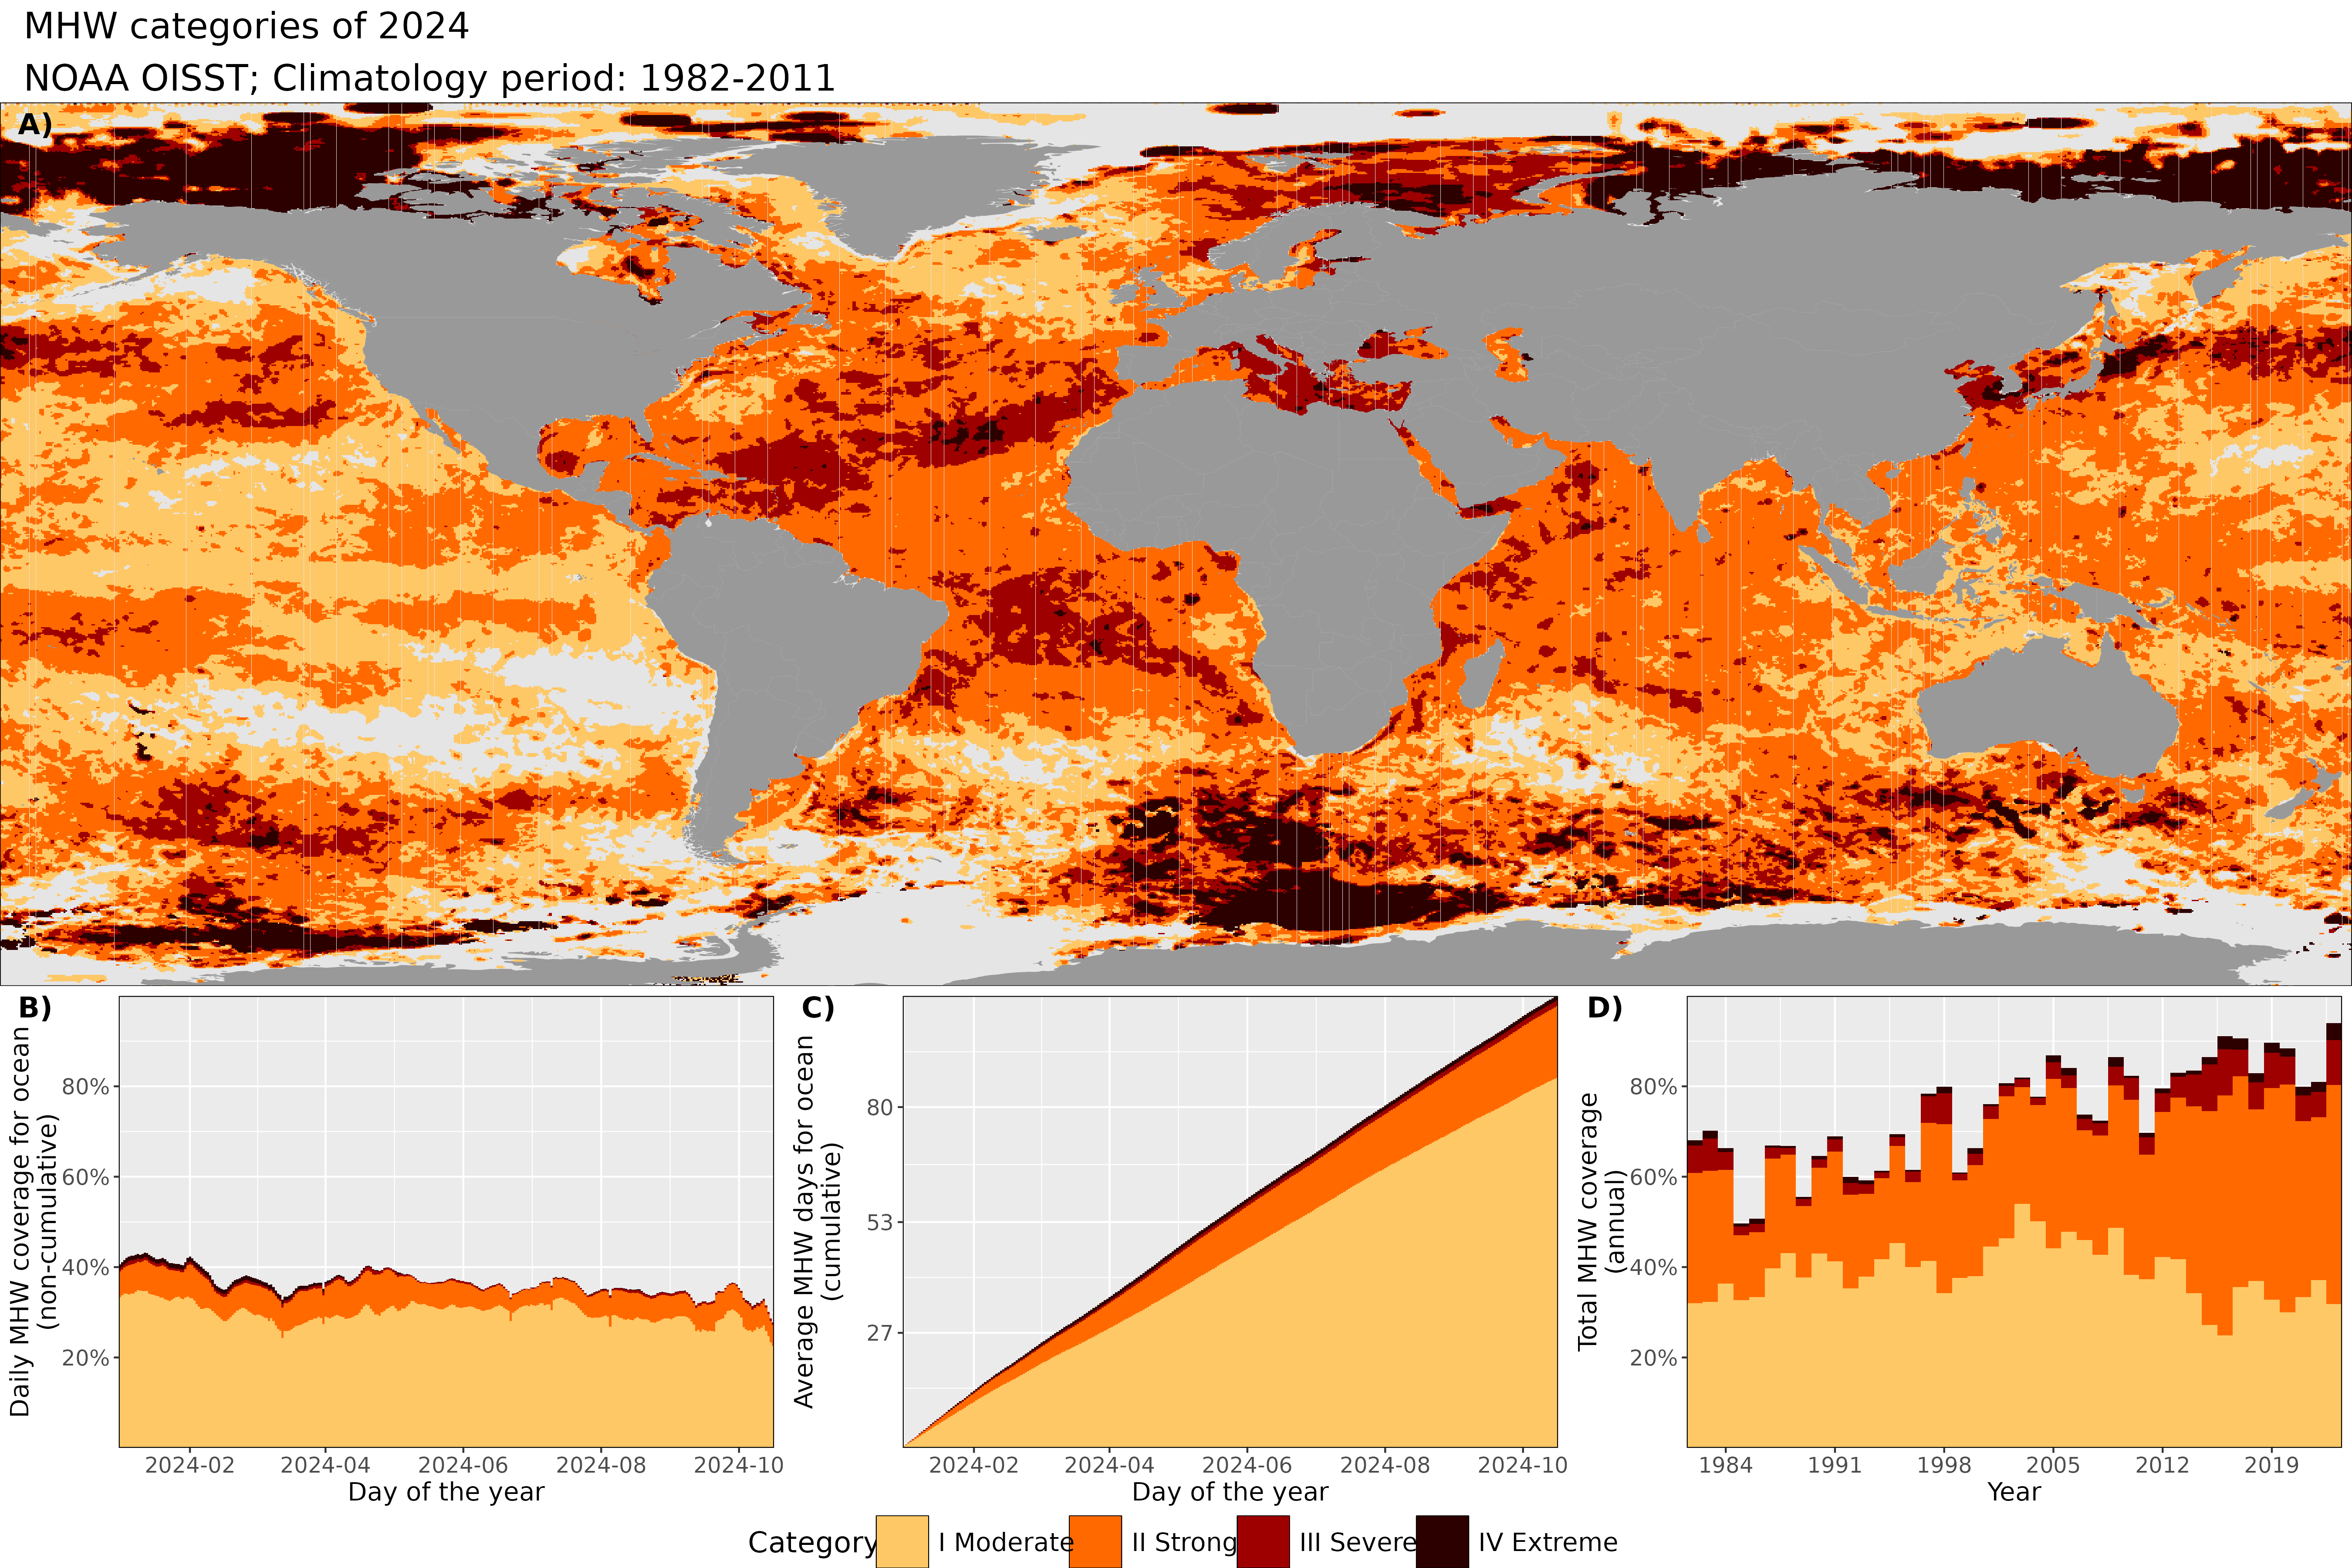 MHW categories of 2024
NOAA OISST; Climatology period: 1982-2011
A)
B)
Daily MHW coverage for ocean
(non-cumulative)
80%
60%
40%
20%
2024-02 2024-04 2024-06 2024-08 2024-10
Day of the year
C)
Average MHW days for ocean
(cumulative)
80
53
27
2024-02 2024-04 2024-06 2024-08 2024-10
Day of the year
D)
Total MHW coverage
(annual)
80%
60%
40%
20%
1984 1991 1998 2005 2012 2019
Year
Category I Moderate II Strong III Severe IV Extreme